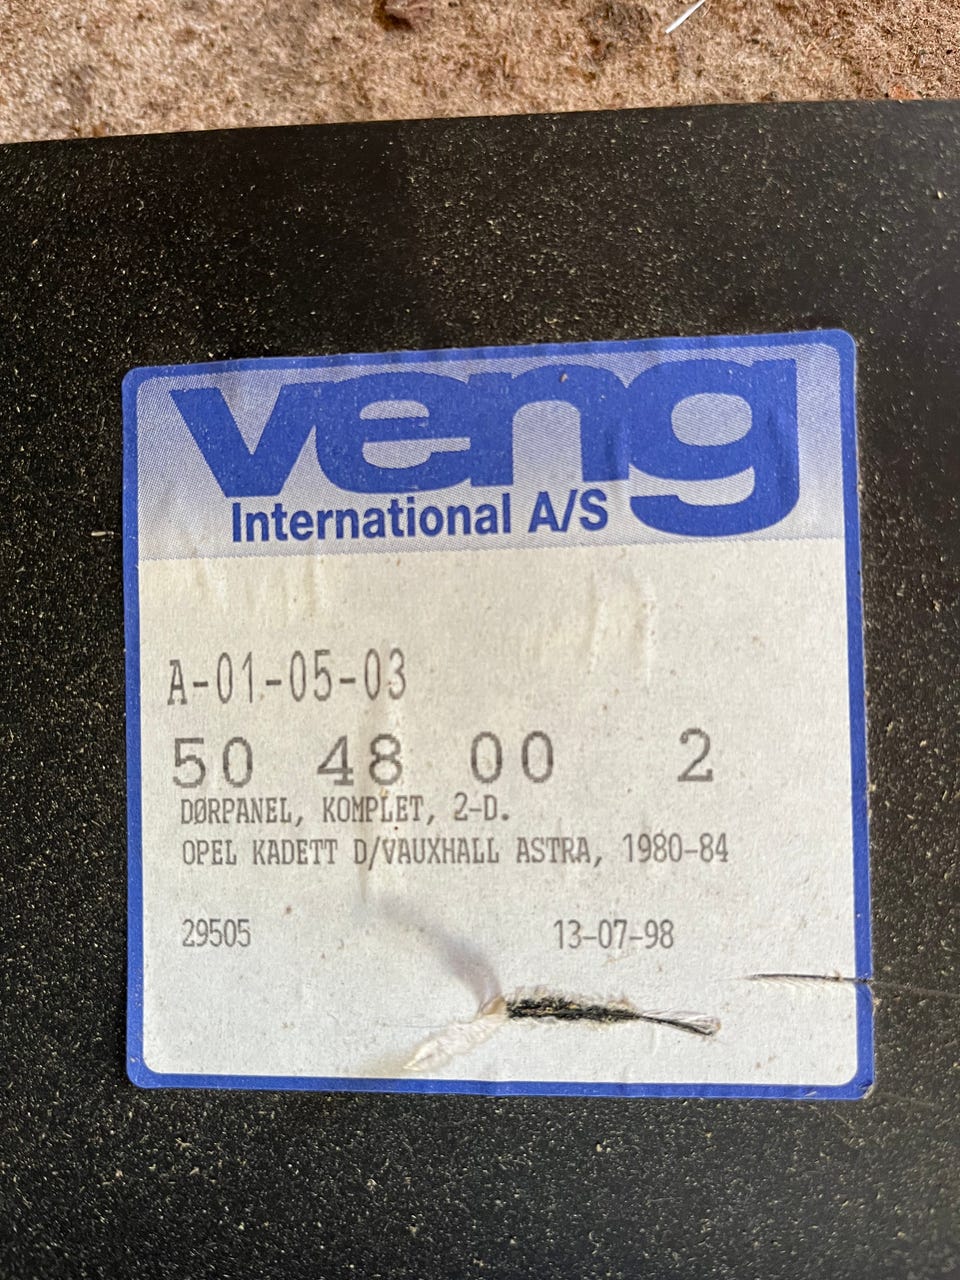 veng
International A/S
A-01-05-03
50 48 00 2
DØRPANEL, KOMPLET, 2-D.
OPEL KADETT D/VAUXHALL ASTRA, 1980-84
29505 13-07-98